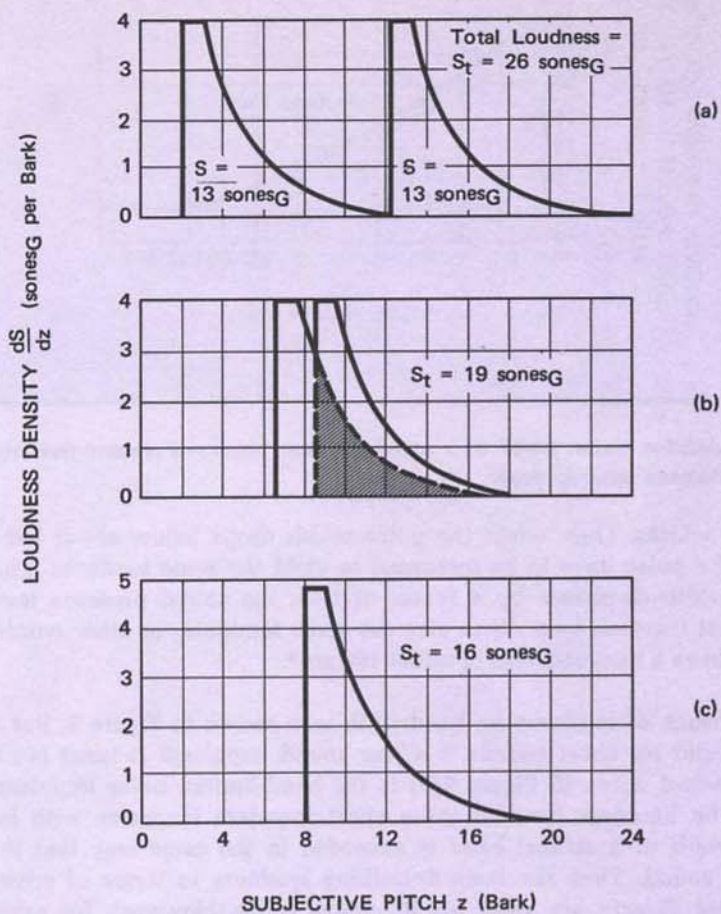 4
3
2
1
0
Total Loudness =
Sₜ = 26 sonesG
S =
13 sonesG
S =
13 sonesG
(a)
LOUDNESS DENSITY dS/dz (sonesG per Bark)
4
3
2
1
0
Sₜ = 19 sonesG
(b)
5
4
3
2
1
Sₜ = 16 sonesG
(c)
0 4 8 12 16 20 24
SUBJECTIVE PITCH z (Bark)